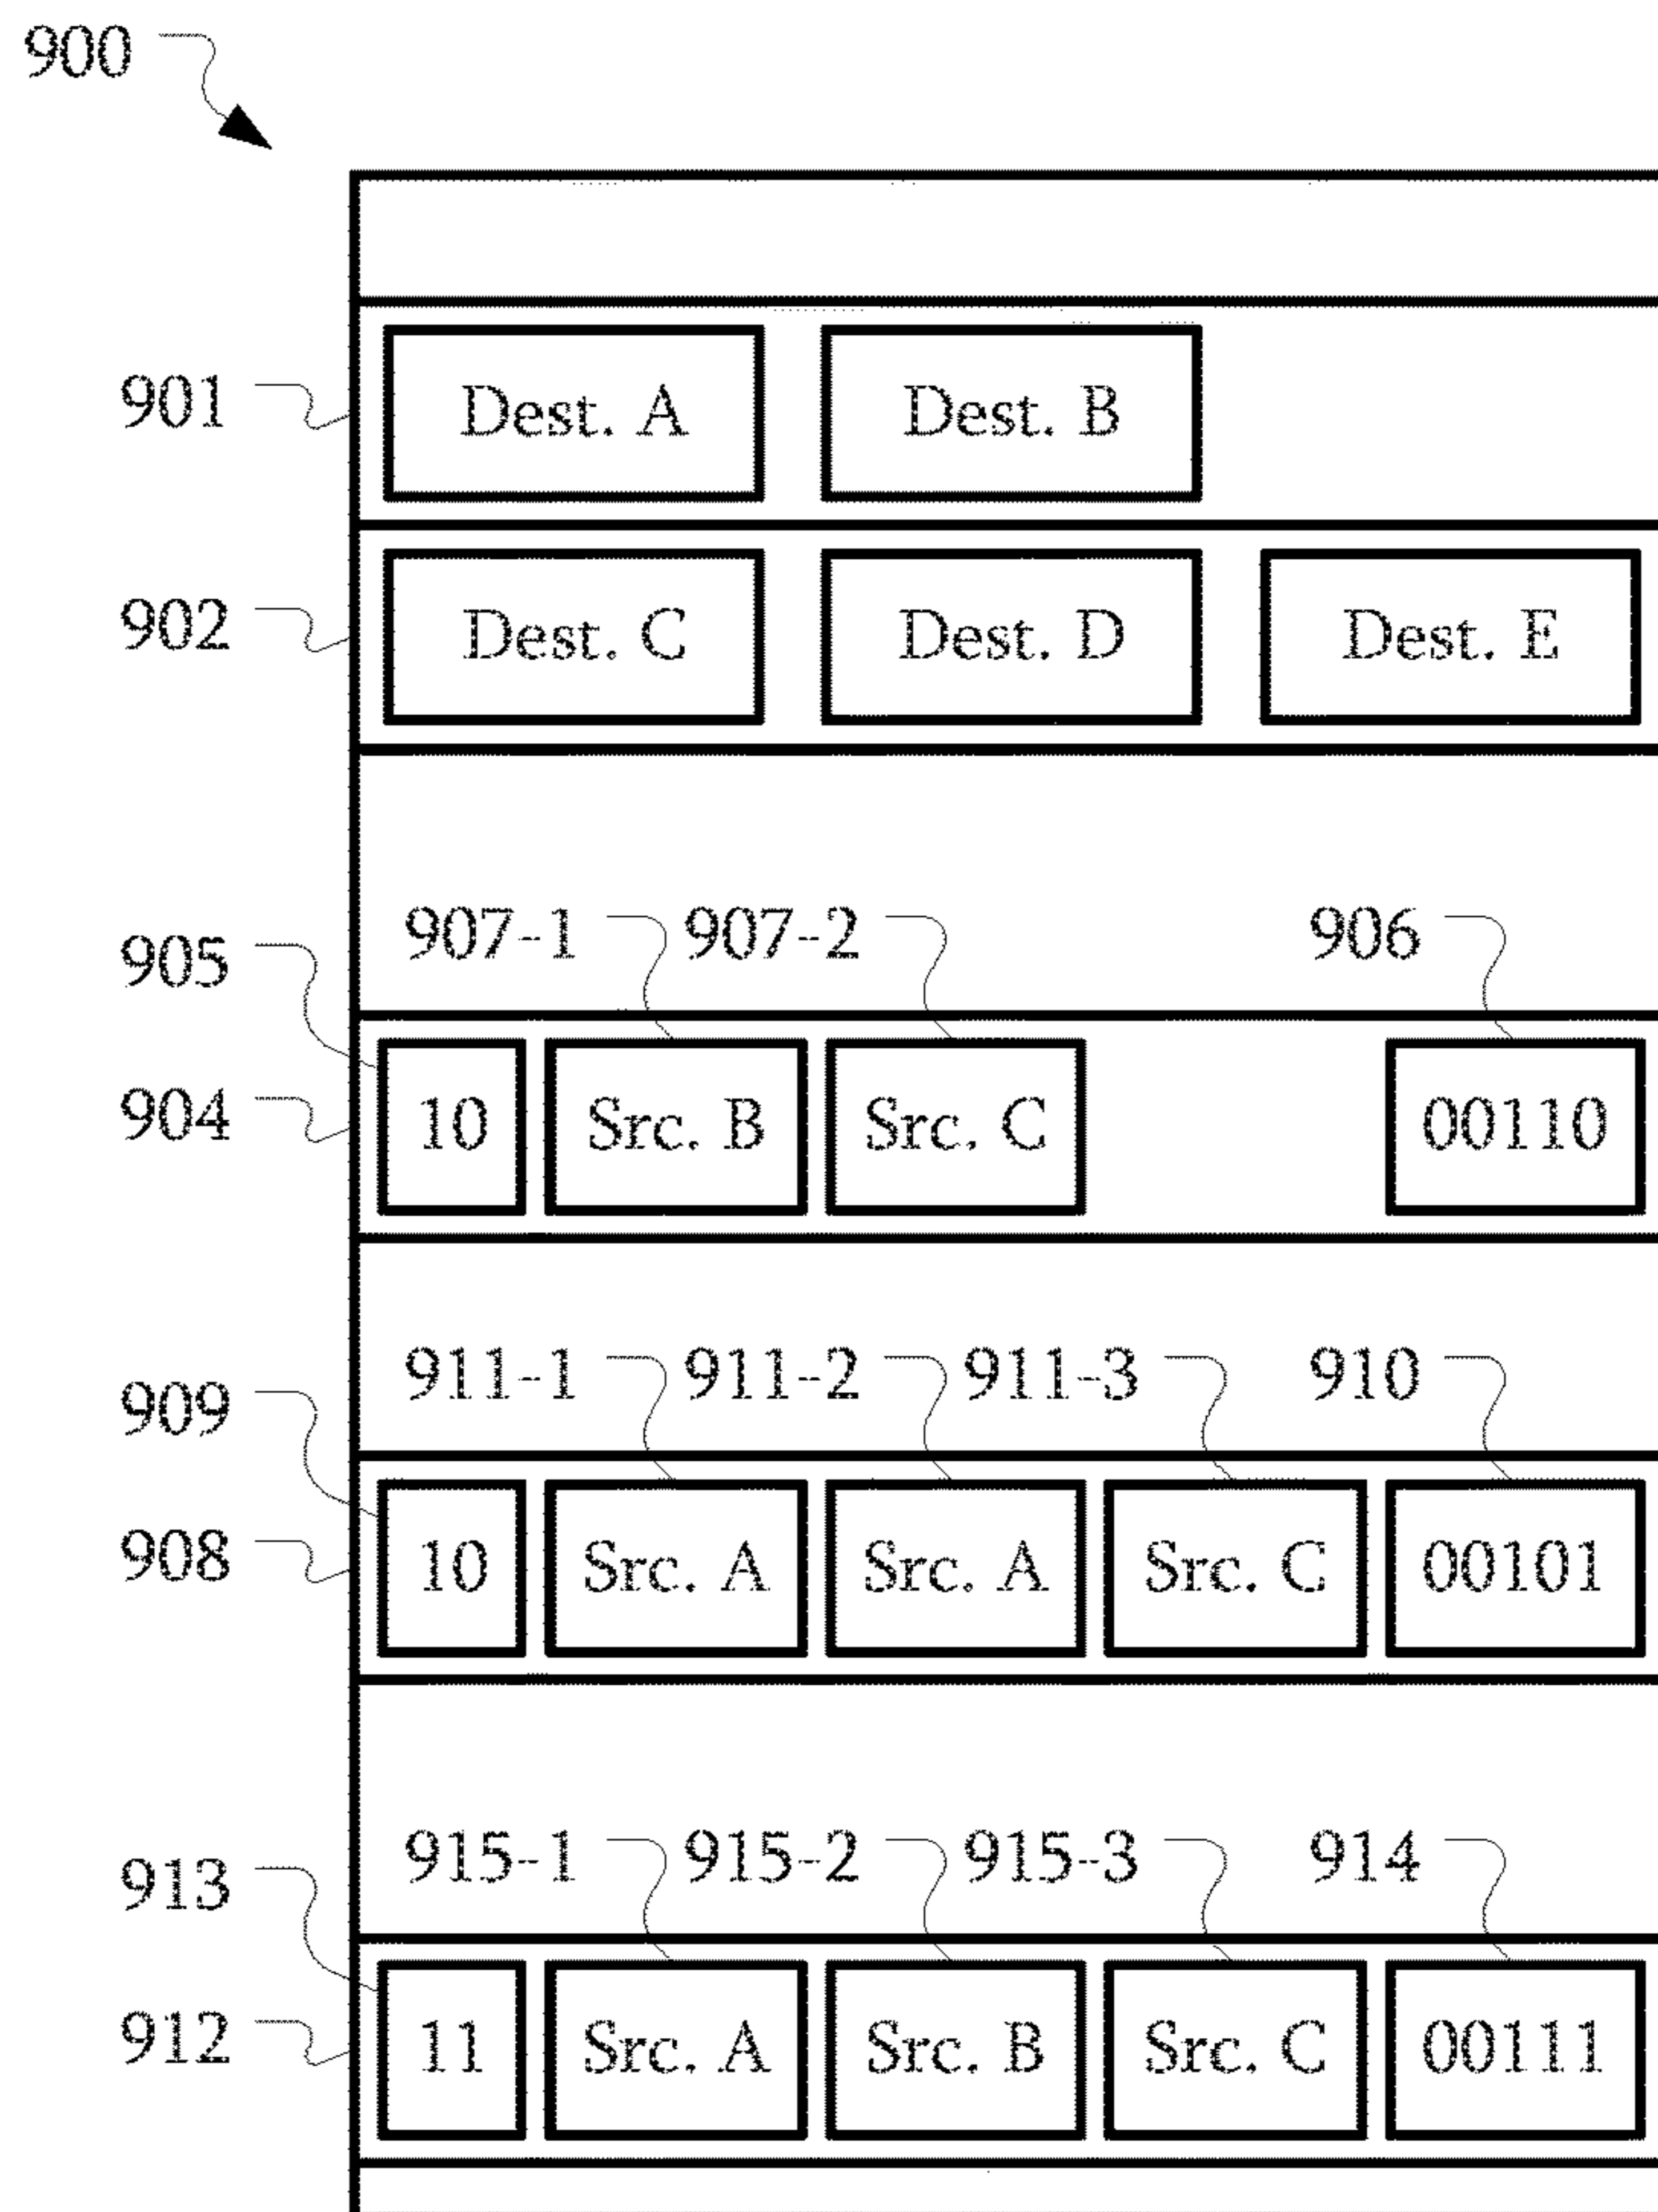 900
901 Dest. A Dest. B
902 Dest. C Dest. D Dest. E
905 907-1 907-2 906
904 10 Src. B Src. C 00110
909 911-1 911-2 911-3 910
908 10 Src. A Src. A Src. C 00101
913 915-1 915-2 915-3 914
912 11 Src. A Src. B Src. C 00111